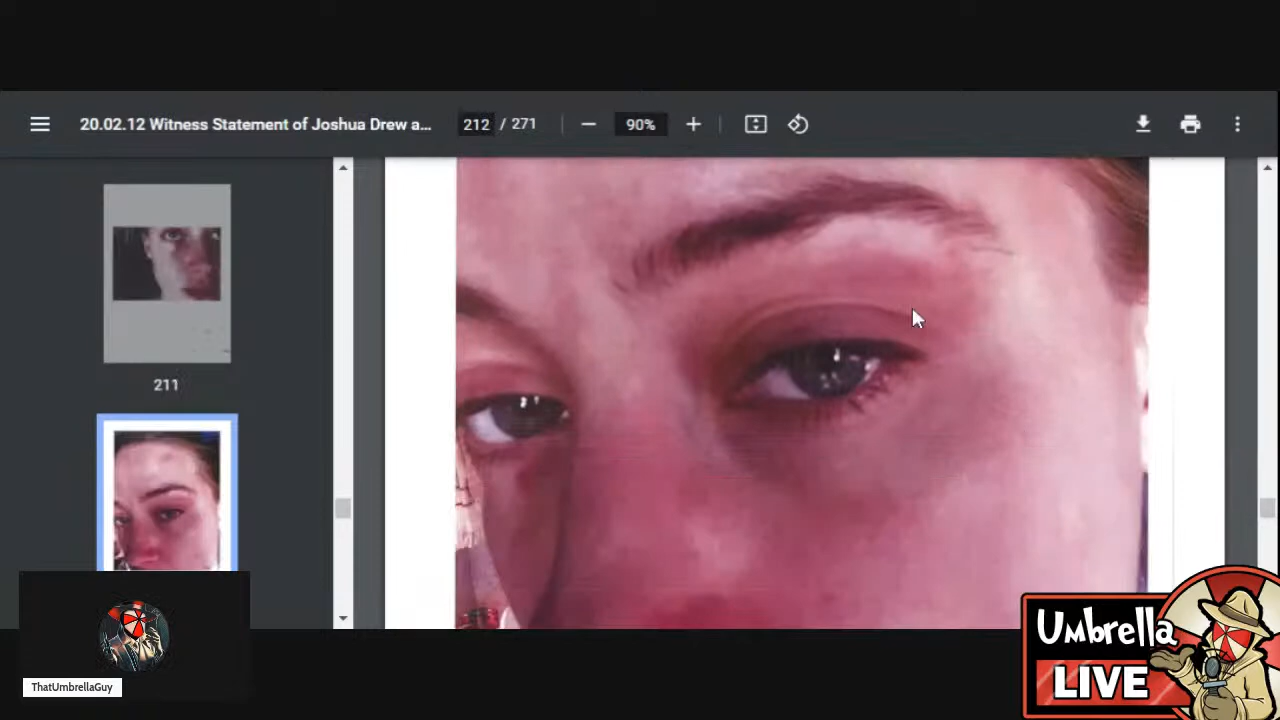 20.02.12 Witness Statement of Joshua Drew a... 212 / 271 90%
211
ThatUmbrellaGuy
Umbrella
LIVE